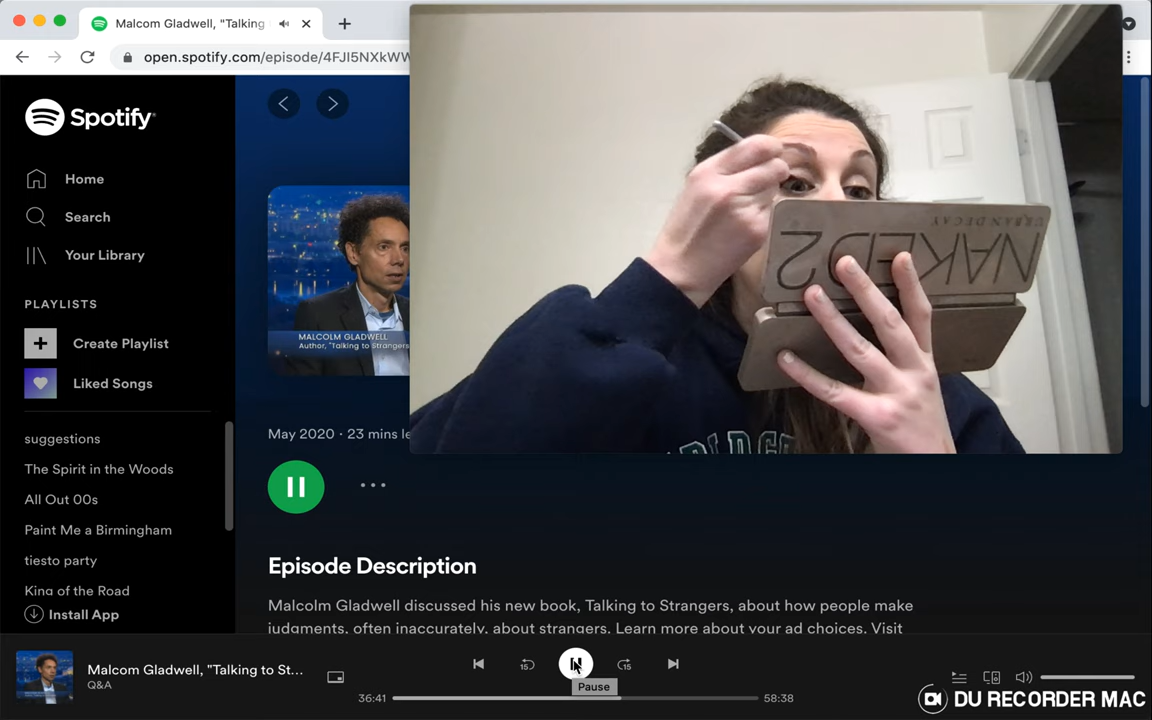 Malcom Gladwell, "Talking
open.spotify.com/episode/4FJI5NXkWW
Spotify
Home
Search
Your Library
PLAYLISTS
Create Playlist
Liked Songs
suggestions
The Spirit in the Woods
All Out 00s
Paint Me a Birmingham
tiesto party
King of the Road
Install App
MALCOLM GLADWELL
Author, "Talking to Strangers
May 2020 · 23 mins le
Episode Description
Malcolm Gladwell discussed his new book, Talking to Strangers, about how people make
judgments, often inaccurately, about strangers. Learn more about your ad choices. Visit
URBAN DECAY
NAKED2
Malcom Gladwell, "Talking to St...
Q&A
15
15
Pause
36:41
58:38
DU RECORDER MAC